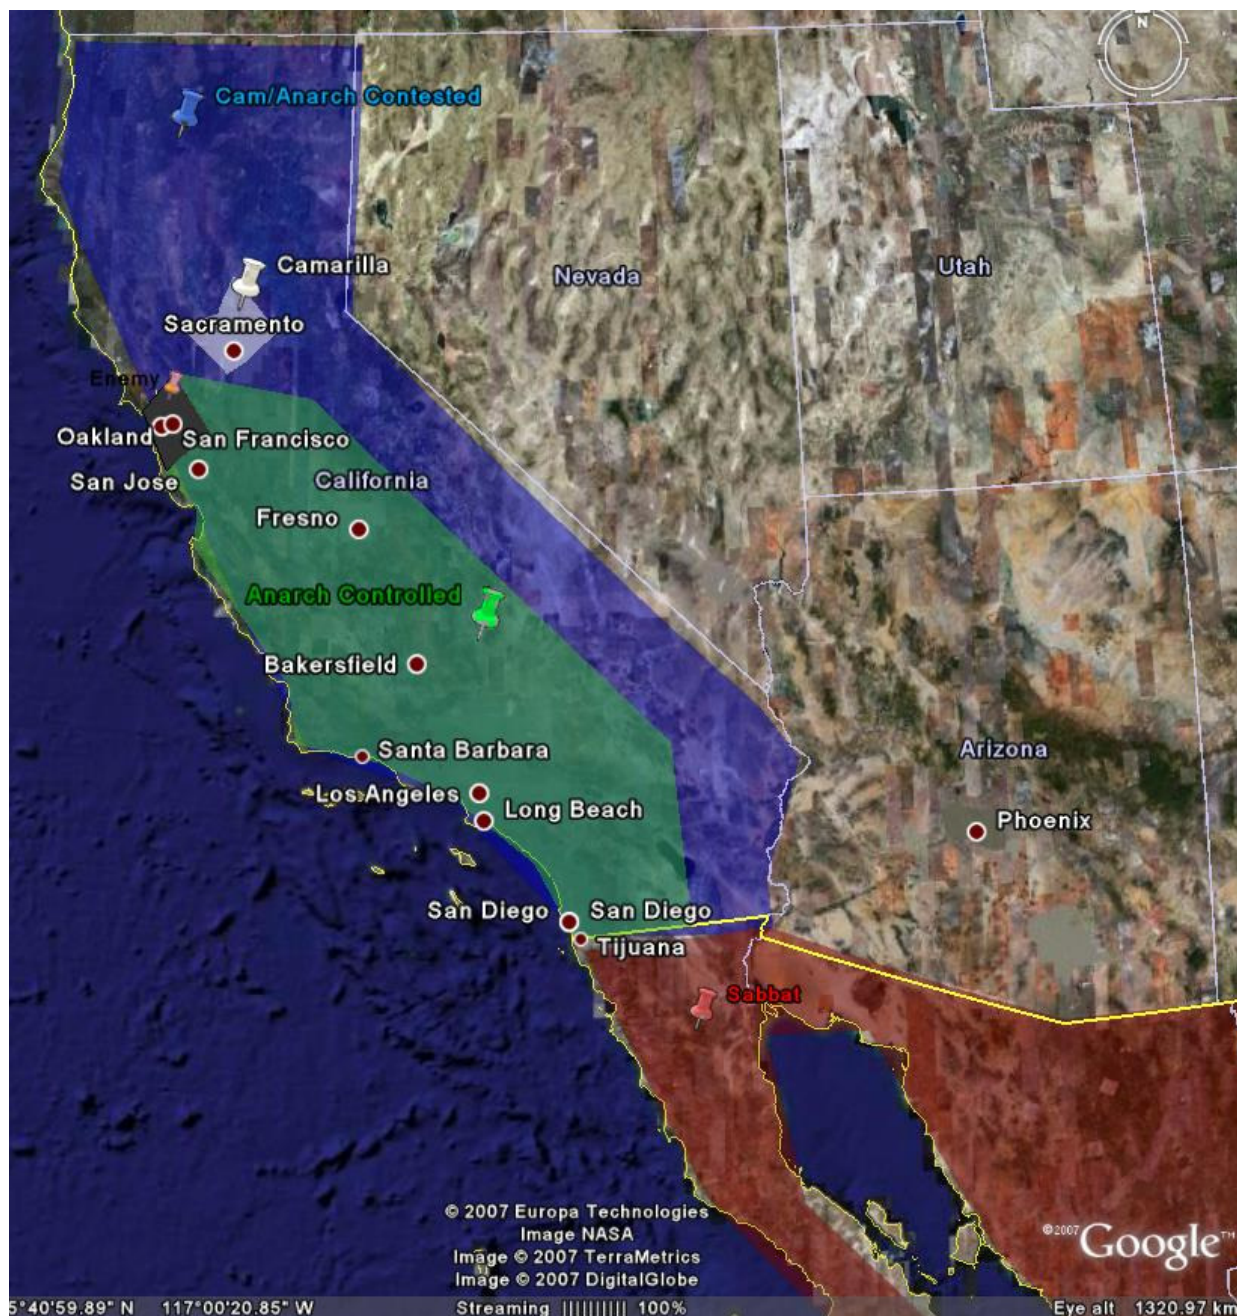 N
Cam/Anarch Contested
Camarilla
Nevada
Utah
Sacramento
Enemy
Oakland
San Francisco
San Jose
California
Fresno
Anarch Controlled
Bakersfield
Santa Barbara
Arizona
Los Angeles
Long Beach
Phoenix
San Diego
San Diego
Tijuana
Sabbat
© 2007 Europa Technologies
Image NASA
Image © 2007 TerraMetrics
Image © 2007 DigitalGlobe
©2007 Google™
5°40'59.89" N 117°00'20.85" W Streaming |||||||||| 100% Eye alt 1320.97 km